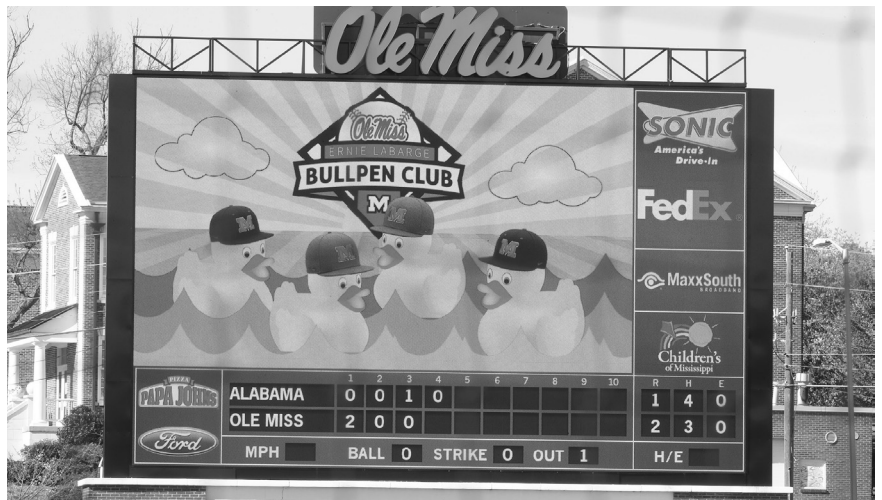 Ole Miss
Ole Miss
ERNIE LABARGE
BULLPEN CLUB
M
M
M
M
M
SONIC
America's
Drive-In
FedEx
MaxxSouth
BROADBAND
Children's
of Mississippi
PIZZA
PAPA JOHNS
Ford
1 2 3 4 5 6 7 8 9 10 R H E
ALABAMA 0 0 1 0 1 4 0
OLE MISS 2 0 0 2 3 0
MPH BALL 0 STRIKE 0 OUT 1 H/E